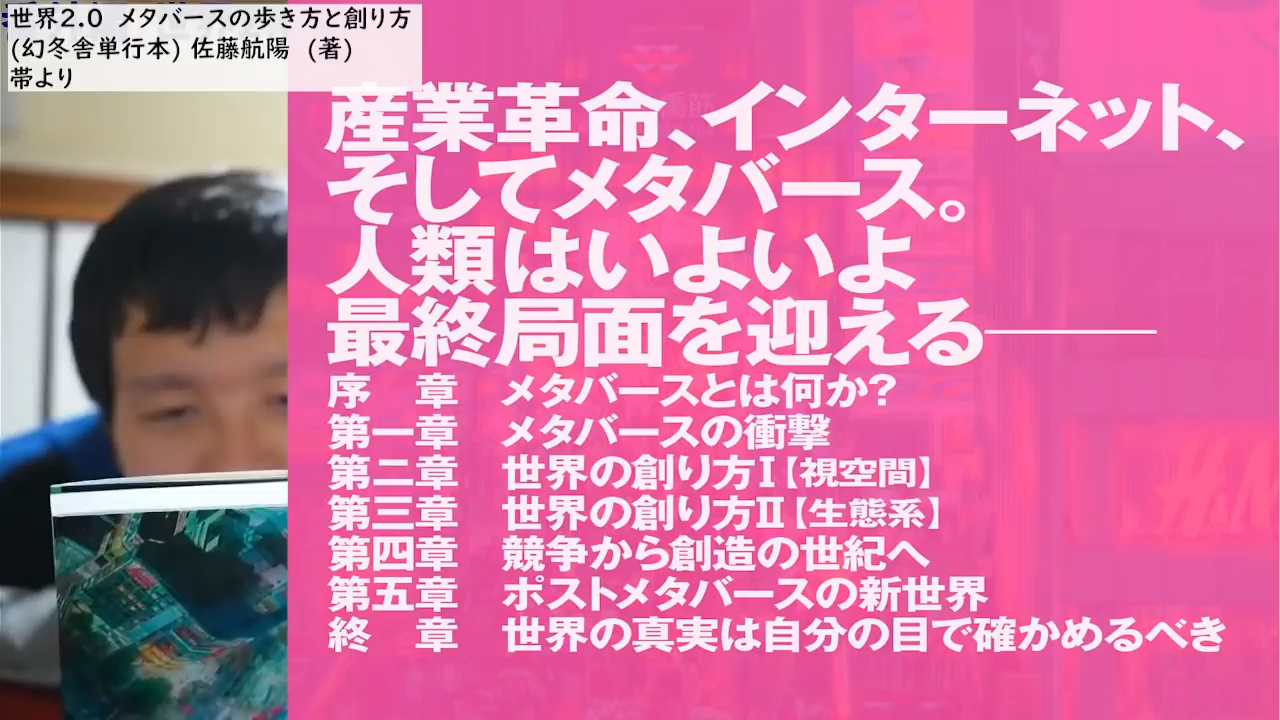 世界2.0 メタバースの歩き方と創り方
(幻冬舎単行本) 佐藤航陽 (著)
帯より
産業革命、インターネット、
そしてメタバース。
人類はいよいよ
最終局面を迎える――
序 章 メタバースとは何か?
第一章 メタバースの衝撃
第二章 世界の創り方Ⅰ【視空間】
第三章 世界の創り方Ⅱ【生態系】
第四章 競争から創造の世紀へ
第五章 ポストメタバースの新世界
終 章 世界の真実は自分の目で確かめるべき